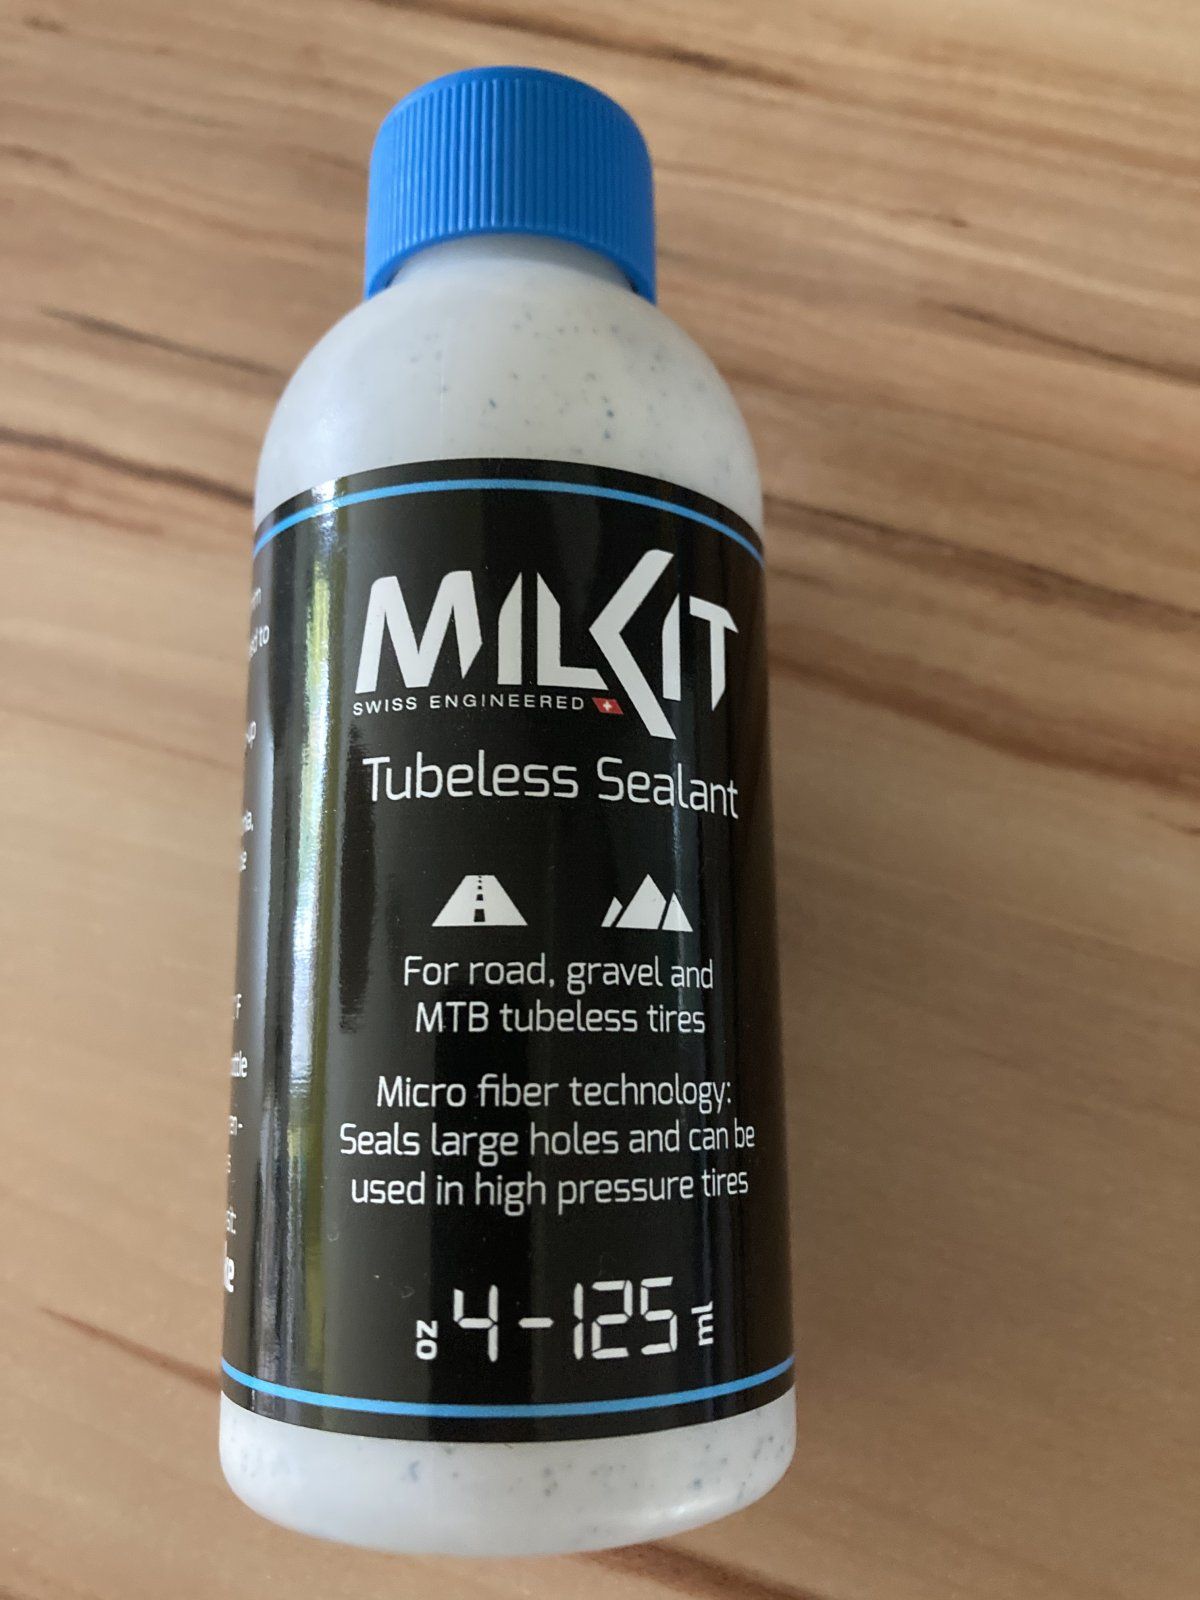 MILKIT
SWISS ENGINEERED
Tubeless Sealant
For road, gravel and
MTB tubeless tires
Micro fiber technology:
Seals large holes and can be
used in high pressure tires
oz 4-125 mL